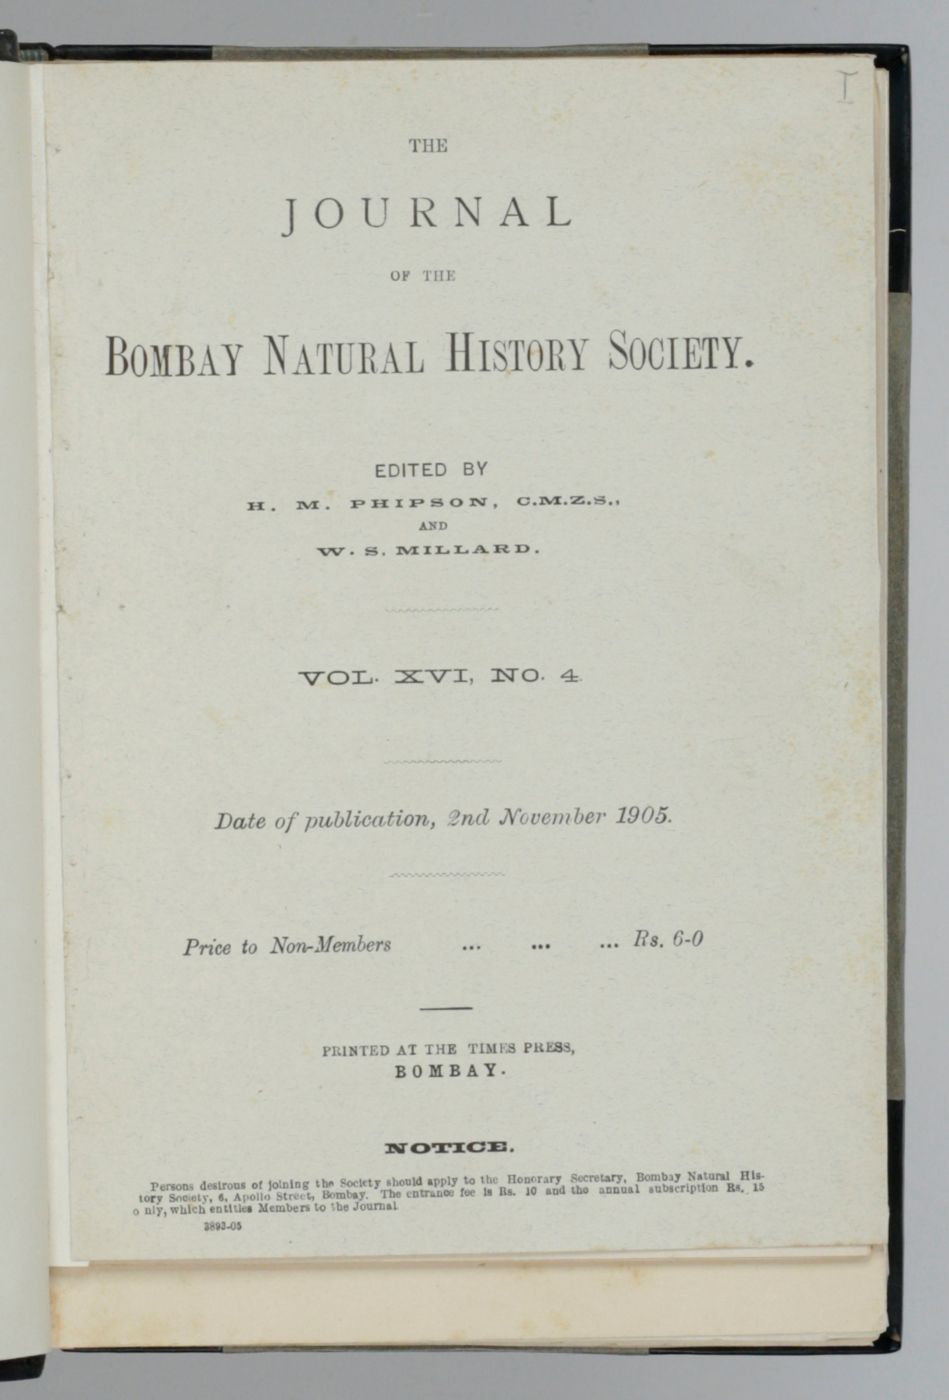 I
THE
JOURNAL
OF THE
BOMBAY NATURAL HISTORY SOCIETY.
EDITED BY
H. M. PHIPSON, C.M.Z.S.,
AND
W. S. MILLARD.
VOL. XVI, NO. 4.
Date of publication, 2nd November 1905.
Price to Non-Members ... ... ... Rs. 6-0
PRINTED AT THE TIMES PRESS,
BOMBAY.
NOTICE.
Persons desirous of joining the Society should apply to the Honorary Secretary, Bombay Natural His-
tory Society, 6, Apollo Street, Bombay. The entrance fee is Rs. 10 and the annual subscription Rs. 15
o nly, which entitles Members to the Journal
3893-05